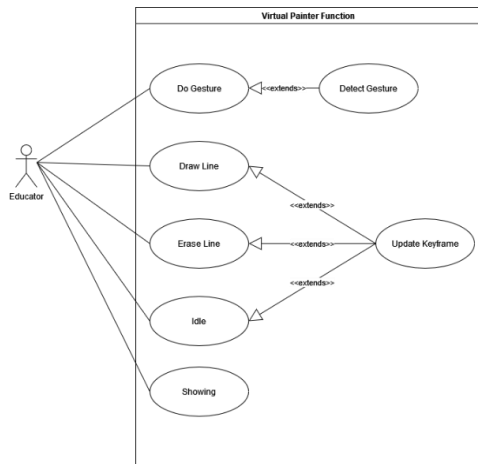 Virtual Painter Function
Do Gesture
<<extends>>
Detect Gesture
Draw Line
Educator
<<extends>>
Erase Line
<<extends>>
Update Keyframe
<<extends>>
Idle
Showing